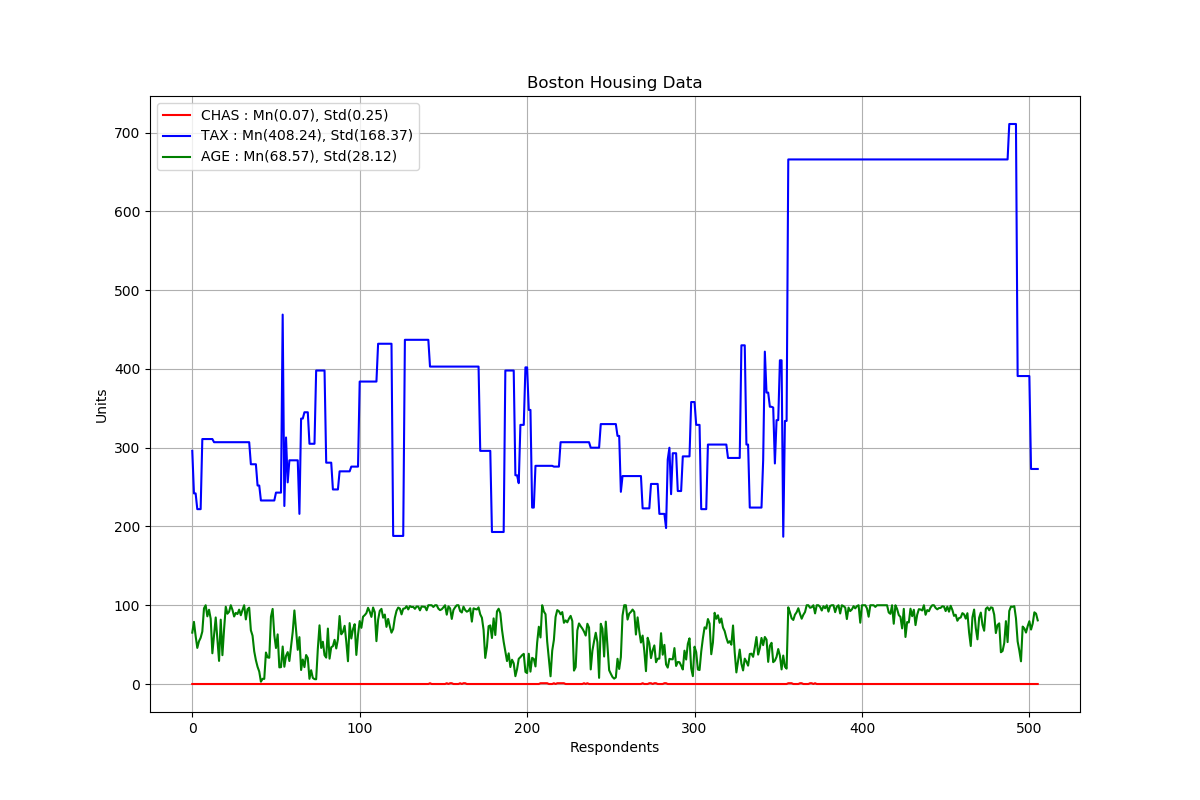 Boston Housing Data
CHAS : Mn(0.07), Std(0.25)
TAX : Mn(408.24), Std(168.37)
AGE : Mn(68.57), Std(28.12)
700
600
500
400
300
200
100
0
Units
0 100 200 300 400 500
Respondents